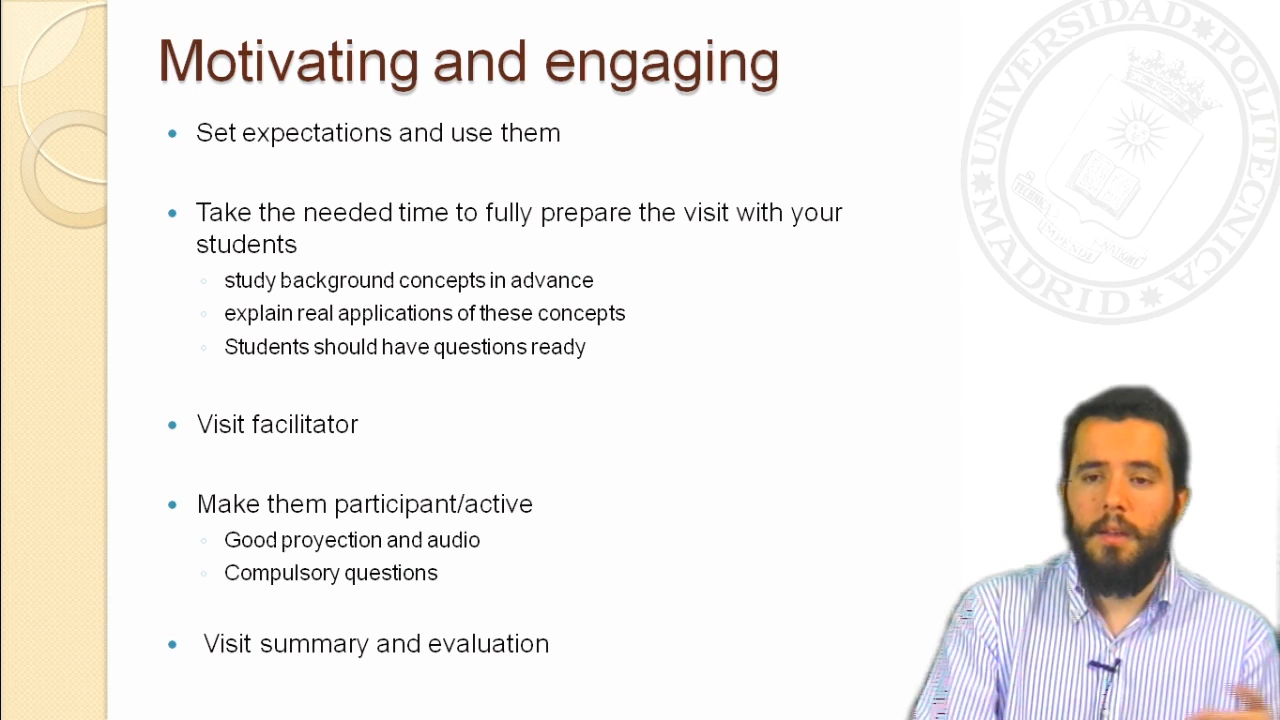 Motivating and engaging
• Set expectations and use them
• Take the needed time to fully prepare the visit with your
students
◦ study background concepts in advance
◦ explain real applications of these concepts
◦ Students should have questions ready
• Visit facilitator
• Make them participant/active
◦ Good proyection and audio
◦ Compulsory questions
• Visit summary and evaluation
UNIVERSIDAD POLITECNICA
MADRID